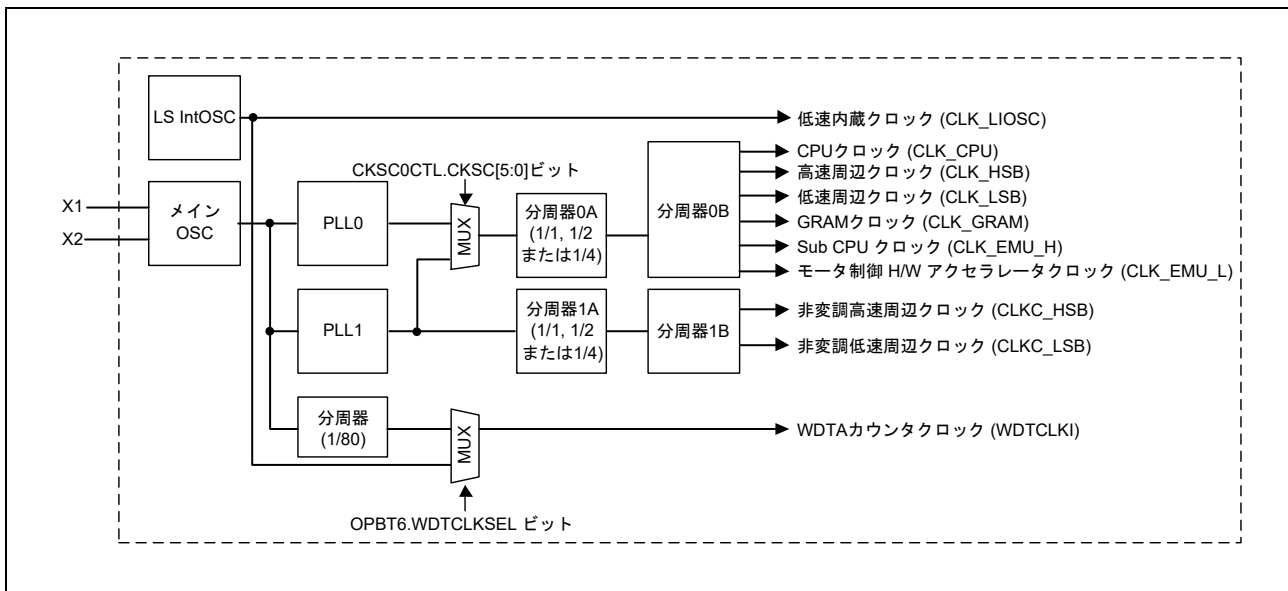 LS IntOSC
低速内蔵クロック (CLK_LIOSC)
CKSC0CTL.CKSC[5:0]ビット
CPUクロック (CLK_CPU)
高速周辺クロック (CLK_HSB)
低速周辺クロック (CLK_LSB)
GRAMクロック (CLK_GRAM)
Sub CPU クロック (CLK_EMU_H)
モータ制御 H/W アクセラレータクロック (CLK_EMU_L)
X1
X2
メイン
OSC
PLL0
MUX
分周器0A
(1/1, 1/2
または1/4)
分周器0B
PLL1
分周器1A
(1/1, 1/2
または1/4)
分周器1B
非変調高速周辺クロック (CLKC_HSB)
非変調低速周辺クロック (CLKC_LSB)
分周器
(1/80)
MUX
WDTAカウンタクロック (WDTCLKI)
OPBT6.WDTCLKSEL ビット